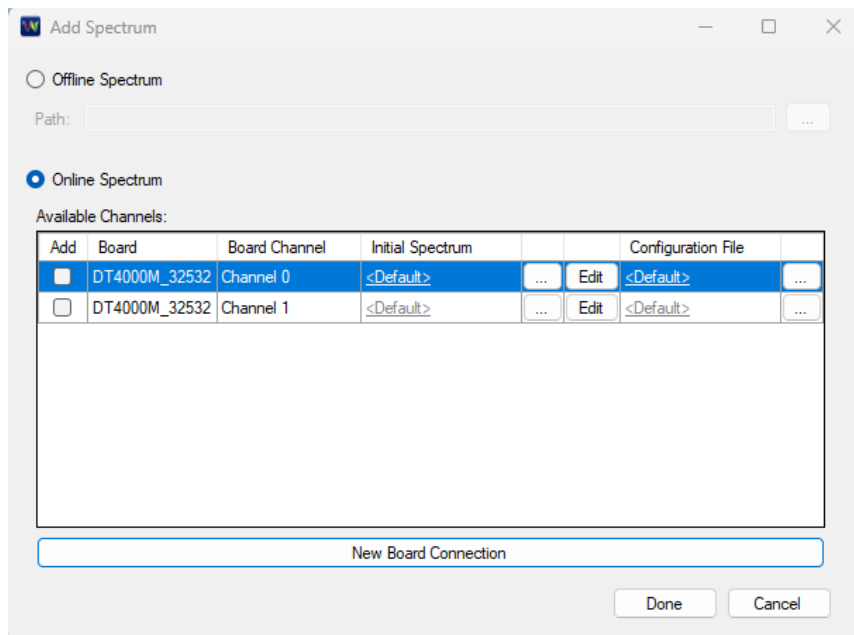 Add Spectrum
Offline Spectrum
Path: ...
Online Spectrum
Available Channels:
Add Board Board Channel Initial Spectrum Configuration File
DT4000M_32532 Channel 0 <Default> ... Edit <Default> ...
DT4000M_32532 Channel 1 <Default> ... Edit <Default> ...
New Board Connection
Done Cancel